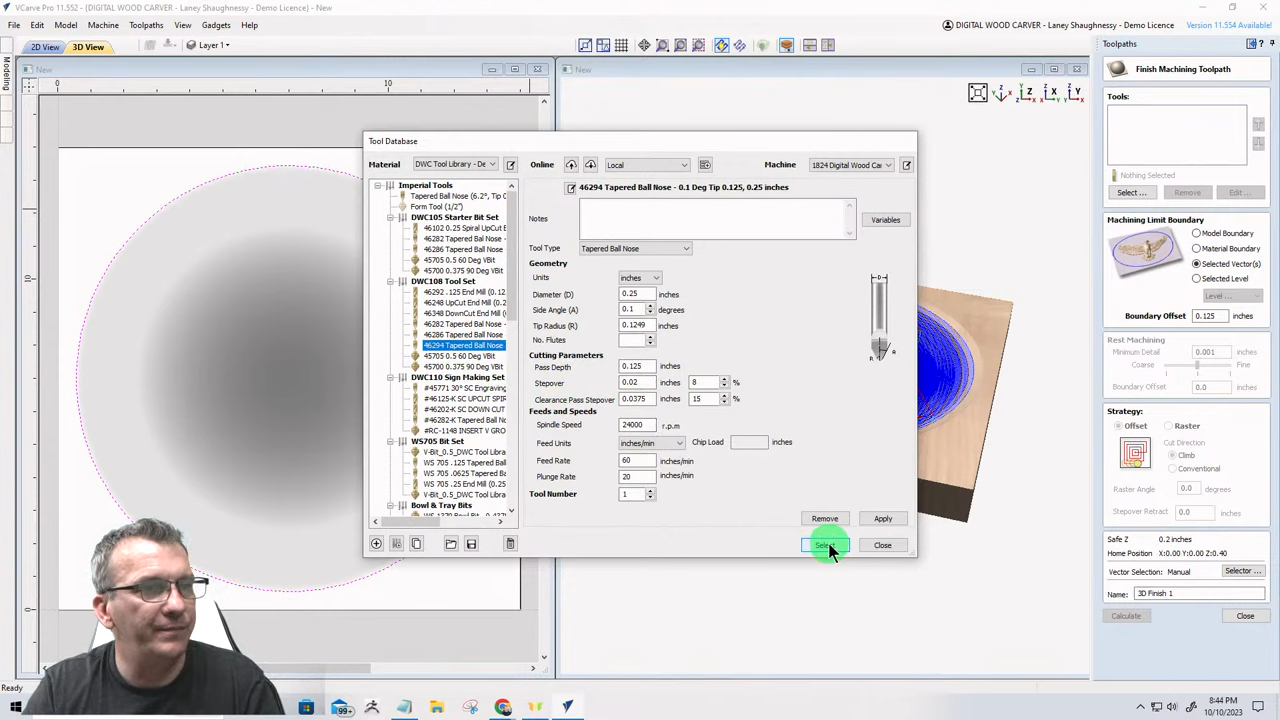 VCarve Pro 11.552 - {DIGITAL WOOD CARVER - Laney Shaughnessy - Demo Licence} - New
File Edit Model Machine Toolpaths View Gadgets Help
DIGITAL WOOD CARVER - Laney Shaughnessy - Demo Licence Version 11.554 Available!
2D View 3D View Layer 1
Modeling
New
New
0 10
10
0
Z X Y Z X Y X Z
Tool Database
Material DWC Tool Library - De Online Local Machine 1824 Digital Wood Car
Imperial Tools
Tapered Ball Nose (6.2°, Tip 0
Form Tool (1/2")
DWC105 Starter Bit Set
46102 0.25 Spiral UpCut E
46282 Tapered Ball Nose
46286 Tapered Ball Nose
45705 0.5 60 Deg VBit
45700 0.375 90 Deg VBit
DWC108 Tool Set
46292 .125 End Mill (0.12
46248 UpCut End Mill (0.
46348 DownCut End Mill (
46282 Tapered Bal Nose -
46286 Tapered Ball Nose
46294 Tapered Ball Nose
45705 0.5 60 Deg VBit
45700 0.375 90 Deg VBit
DWC110 Sign Making Set
#45771 30° SC Engraving
#46125-K SC UPCUT SPIR
#46202-K SC DOWN CUT
#46282-K Tapered Ball N
#RC-1148 INSERT V GRO
WS705 Bit Set
V-Bit_0.5_DWC Tool Libra
WS 705 .125 Tapered Ball
WS 705 .0625 Tapered Ba
WS 705 .25 End Mill (0.25
V-Bit_0.5_DWC Tool Libra
Bowl & Tray Bits
46294 Tapered Ball Nose - 0.1 Deg Tip 0.125, 0.25 inches
Notes
Variables
Tool Type Tapered Ball Nose
Geometry
Units inches
Diameter (D) 0.25 inches
Side Angle (A) 0.1 degrees
Tip Radius (R) 0.1249 inches
No. Flutes
D
R A
Cutting Parameters
Pass Depth 0.125 inches
Stepover 0.02 inches 8 %
Clearance Pass Stepover 0.0375 inches 15 %
Feeds and Speeds
Spindle Speed 24000 r.p.m
Feed Units inches/min Chip Load inches
Feed Rate 60 inches/min
Plunge Rate 20 inches/min
Tool Number 1
Remove Apply
Select Close
Toolpaths
Finish Machining Toolpath
Tools:
Nothing Selected
Select ... Remove Edit ...
Machining Limit Boundary
Model Boundary
Material Boundary
Selected Vector(s)
Selected Level
Level ...
Boundary Offset 0.125 inches
Rest Machining
Minimum Detail 0.001 inches
Coarse Fine
Boundary Offset 0.0 inches
Strategy:
Offset Raster
Cut Direction
Climb
Conventional
Raster Angle 0.0 degrees
Stepover Retract 0.0 inches
Safe Z 0.2 inches
Home Position X:0.00 Y:0.00 Z:0.40
Vector Selection: Manual Selector ...
Name: 3D Finish 1
Calculate Close
Ready
99+
8:44 PM
10/10/2023